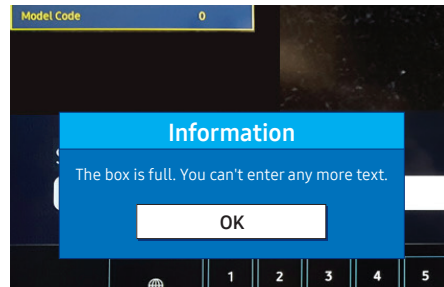 Model Code 0
Information
The box is full. You can't enter any more text.
OK
1 2 3 4 5